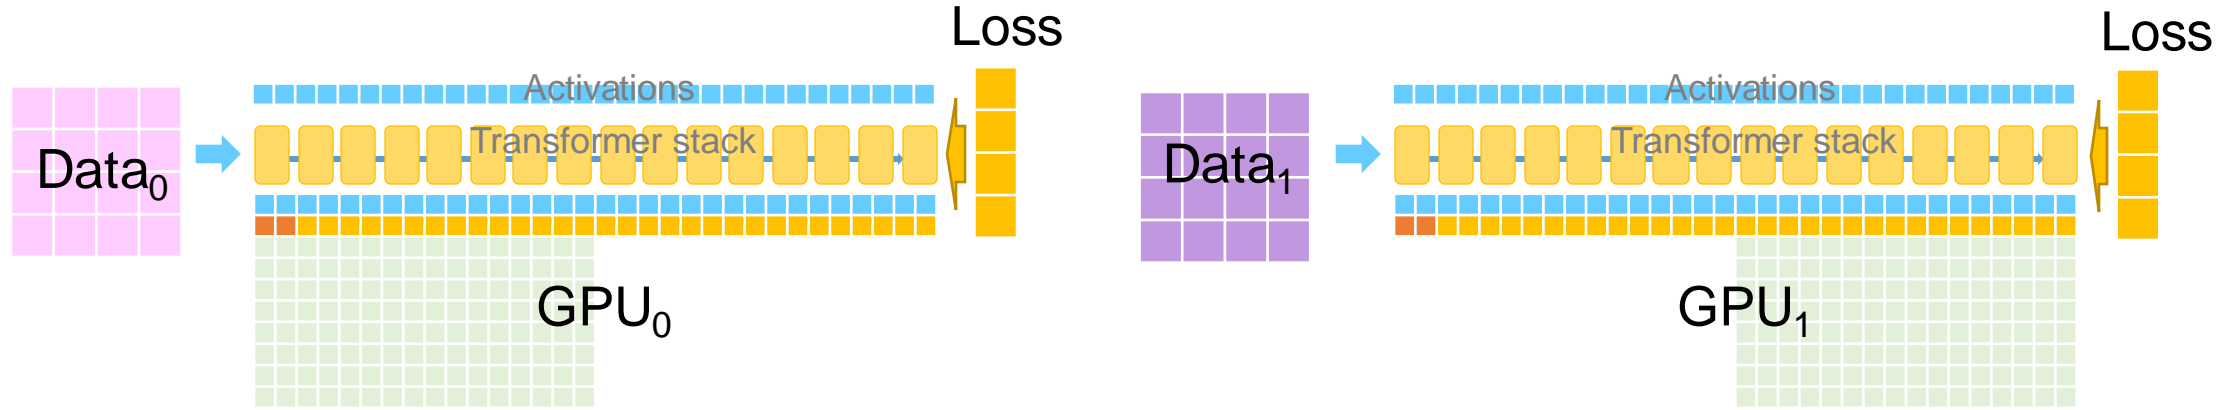 Loss
Activations
Transformer stack
Data₀
GPU₀
Loss
Activations
Transformer stack
Data₁
GPU₁